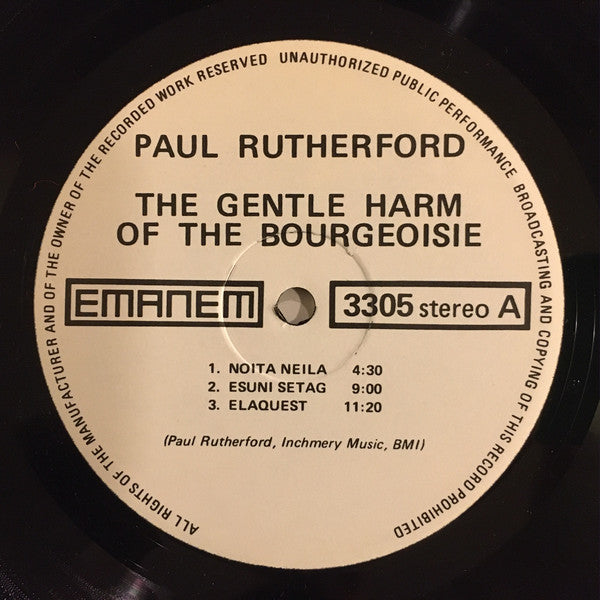 ALL RIGHTS OF THE MANUFACTURER AND OF THE OWNER OF THE RECORDED WORK RESERVED UNAUTHORIZED PUBLIC PERFORMANCE BROADCASTING AND COPYING OF THIS RECORD PROHIBITED
PAUL RUTHERFORD
THE GENTLE HARM
OF THE BOURGEOISIE
EMANEM 3305 stereo A
1. NOITA NEILA 4:30
2. ESUNI SETAG 9:00
3. ELAQUEST 11:20
(Paul Rutherford, Inchmery Music, BMI)